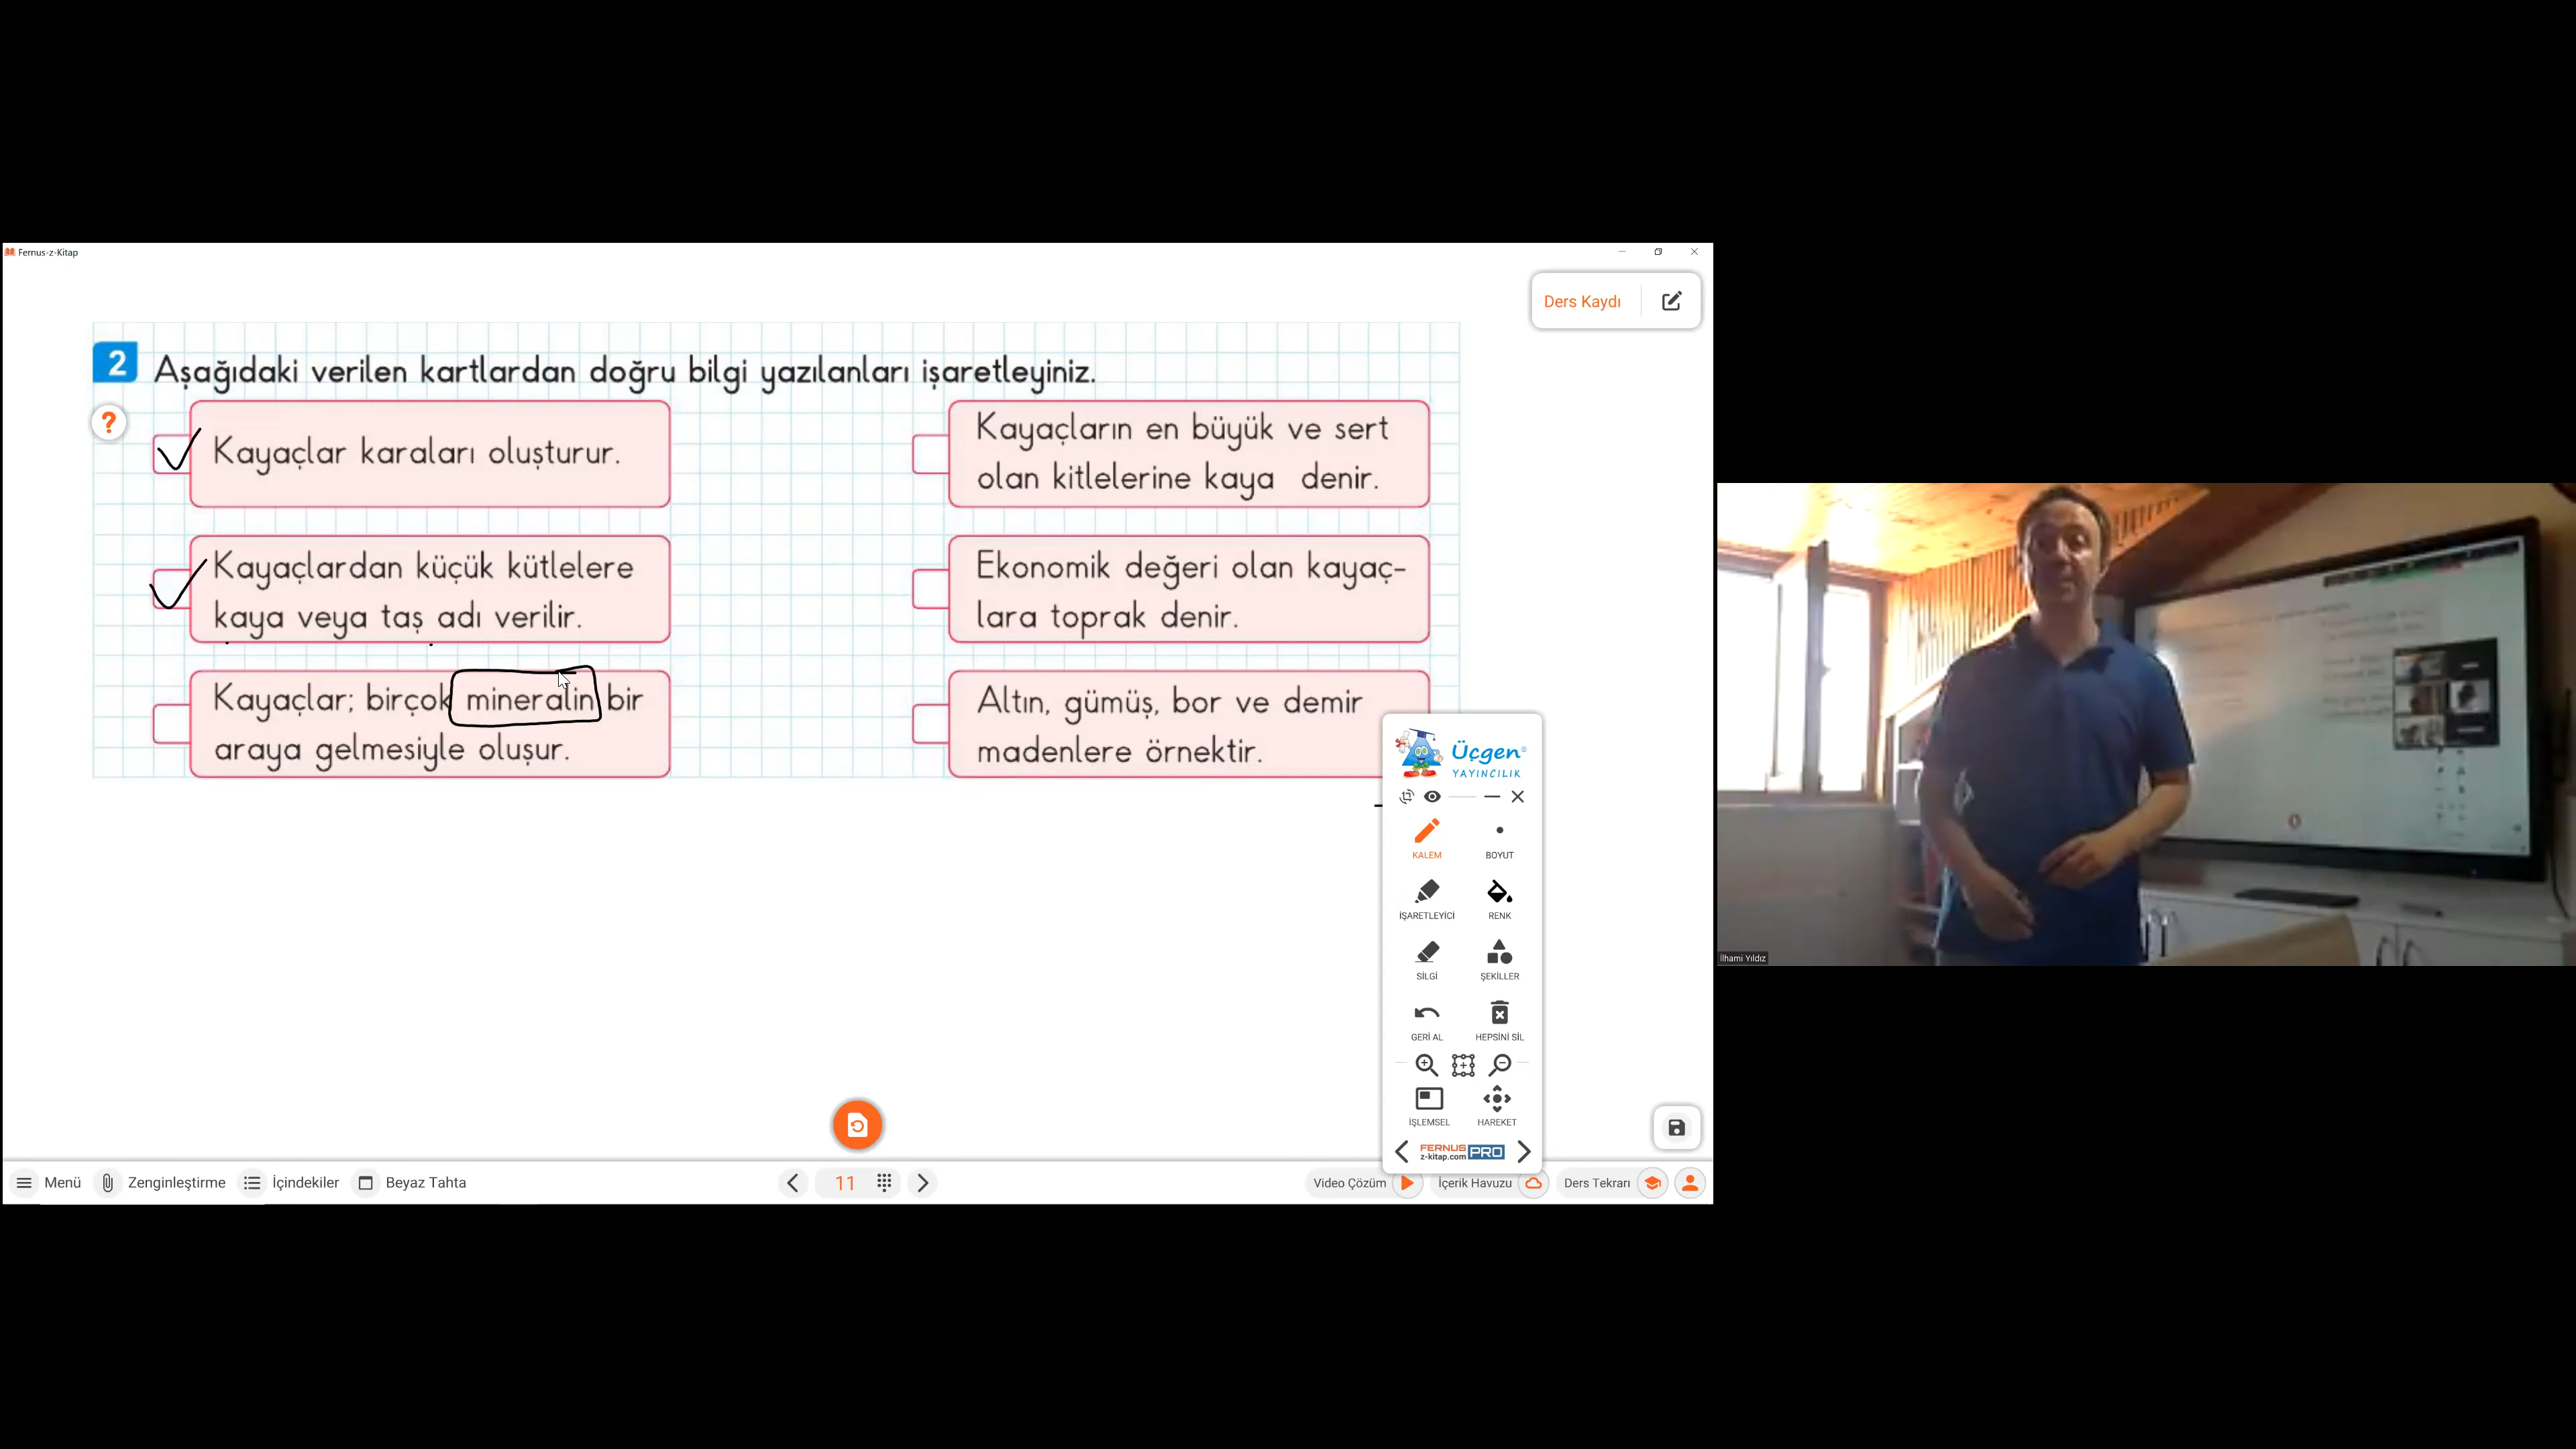 Fernus-z-Kitap
Ders Kaydı
2 Aşağıdaki verilen kartlardan doğru bilgi yazılanları işaretleyiniz.
?
Kayaçlar karaları oluşturur.
Kayaçlardan küçük kütlelere
kaya veya taş adı verilir.
Kayaçlar; birçok mineralin bir
araya gelmesiyle oluşur.
Kayaçların en büyük ve sert
olan kitlelerine kaya denir.
Ekonomik değeri olan kayaç-
lara toprak denir.
Altın, gümüş, bor ve demir
madenlere örnektir.
Üçgen
YAYINCILIK
KALEM BOYUT
İŞARETLEYİCİ RENK
SİLGİ ŞEKİLLER
GERİ AL HEPSİNİ SİL
İŞLEMSEL HAREKET
FERNUS PRO
z-kitap.com
Menü Zenginleştirme İçindekiler Beyaz Tahta 11 Video Çözüm İçerik Havuzu Ders Tekrarı
İlhami Yıldız